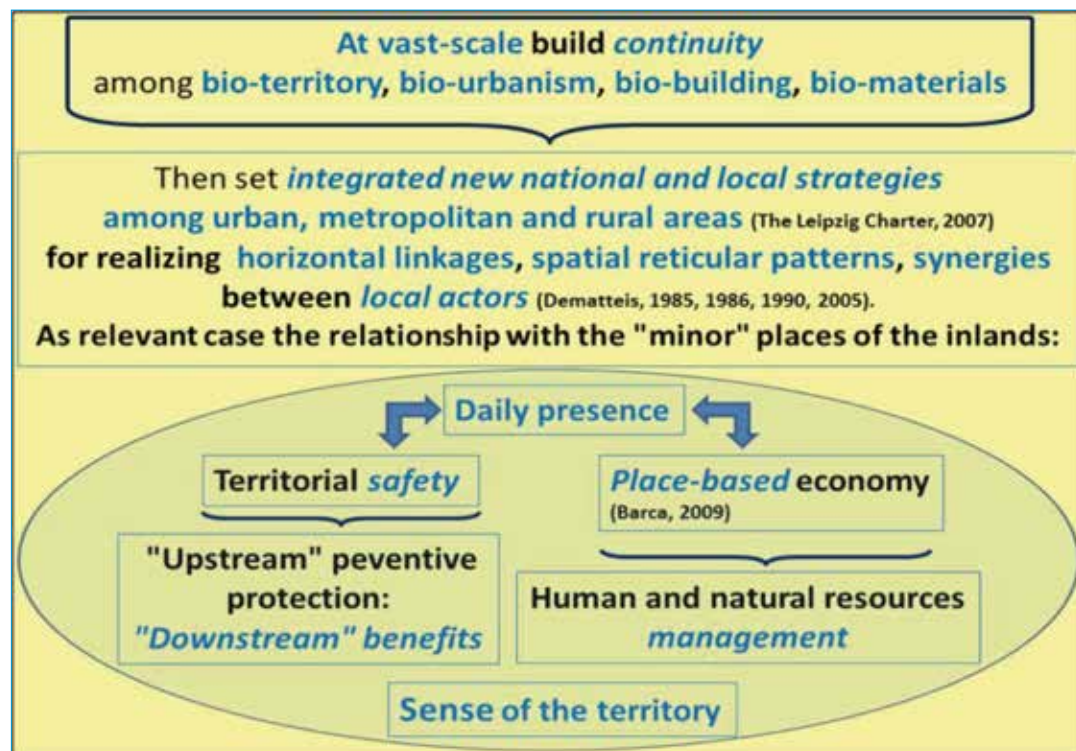 At vast-scale build continuity
among bio-territory, bio-urbanism, bio-building, bio-materials
Then set integrated new national and local strategies
among urban, metropolitan and rural areas (The Leipzig Charter, 2007)
for realizing horizontal linkages, spatial reticular patterns, synergies
between local actors (Dematteis, 1985, 1986, 1990, 2005).
As relevant case the relationship with the "minor" places of the inlands:
Daily presence
Territorial safety
Place-based economy
(Barca, 2009)
"Upstream" peventive
protection:
"Downstream" benefits
Human and natural resources
management
Sense of the territory